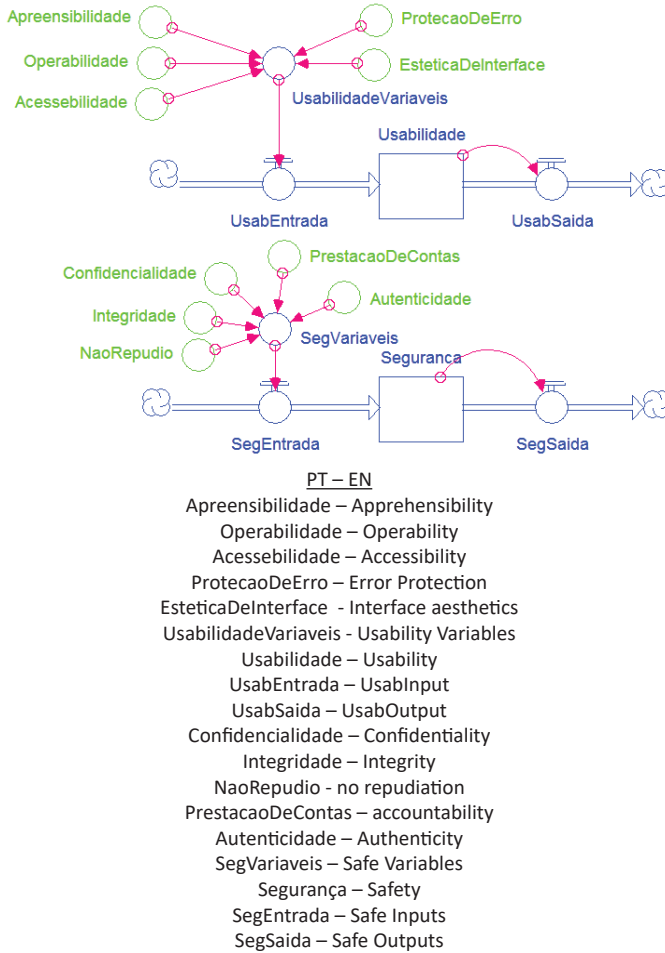 Apreensibilidade
ProtecaoDeErro
Operabilidade
EsteticaDeInterface
Acessebilidade
UsabilidadeVariaveis
Usabilidade
UsabEntrada
UsabSaida
PrestacaoDeContas
Confidencialidade
Autenticidade
Integridade
SegVariaveis
NaoRepudio
Seguranca
SegEntrada
SegSaida
PT – EN
Apreensibilidade – Apprehensibility
Operabilidade – Operability
Acessebilidade – Accessibility
ProtecaoDeErro – Error Protection
EsteticaDeInterface - Interface aesthetics
UsabilidadeVariaveis - Usability Variables
Usabilidade – Usability
UsabEntrada – UsabInput
UsabSaida – UsabOutput
Confidencialidade – Confidentiality
Integridade – Integrity
NaoRepudio - no repudiation
PrestacaoDeContas – accountability
Autenticidade – Authenticity
SegVariaveis – Safe Variables
Segurança – Safety
SegEntrada – Safe Inputs
SegSaida – Safe Outputs